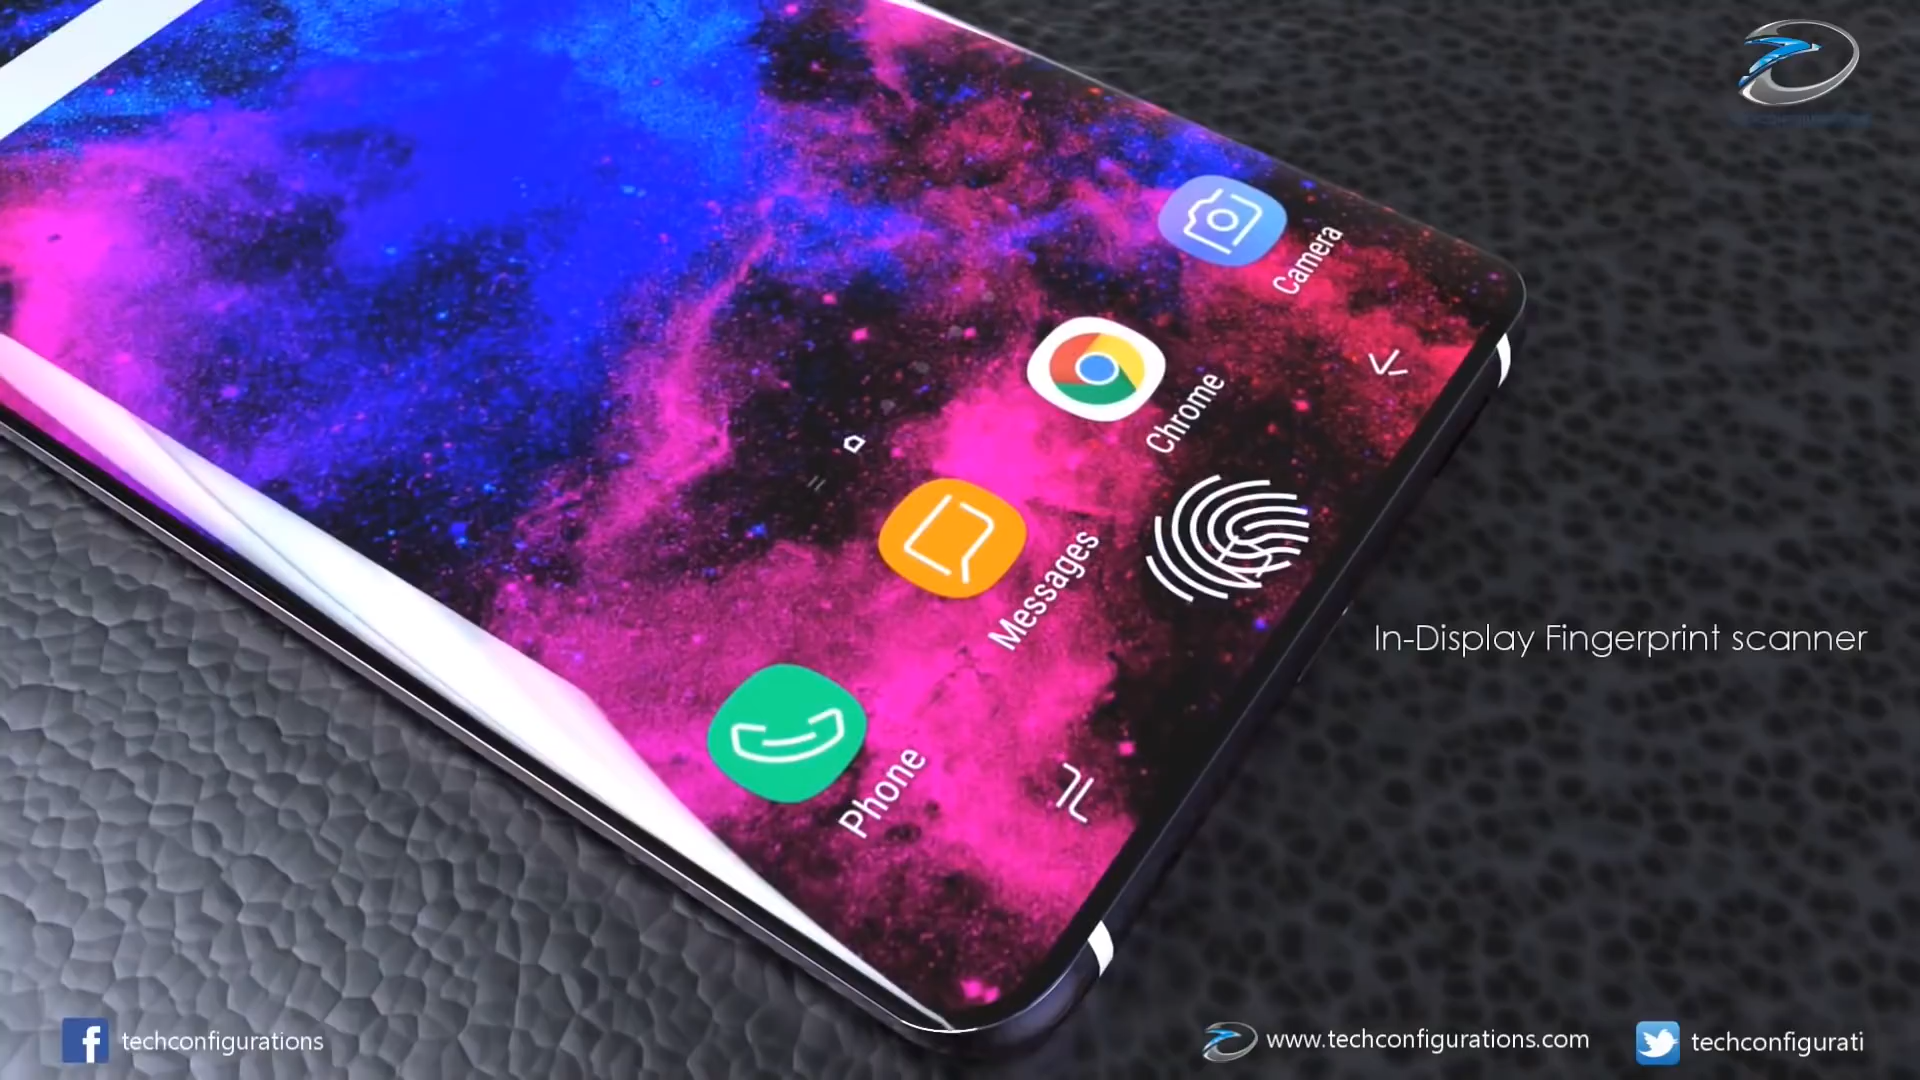 Camera
Chrome
Messages
In-Display Fingerprint scanner
Phone
techconfigurations
www.techconfigurations.com
techconfigurati